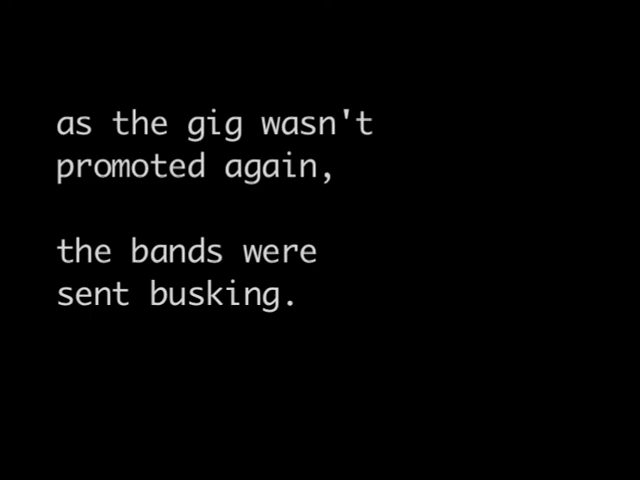 as the gig wasn't
promoted again,
the bands were
sent busking.